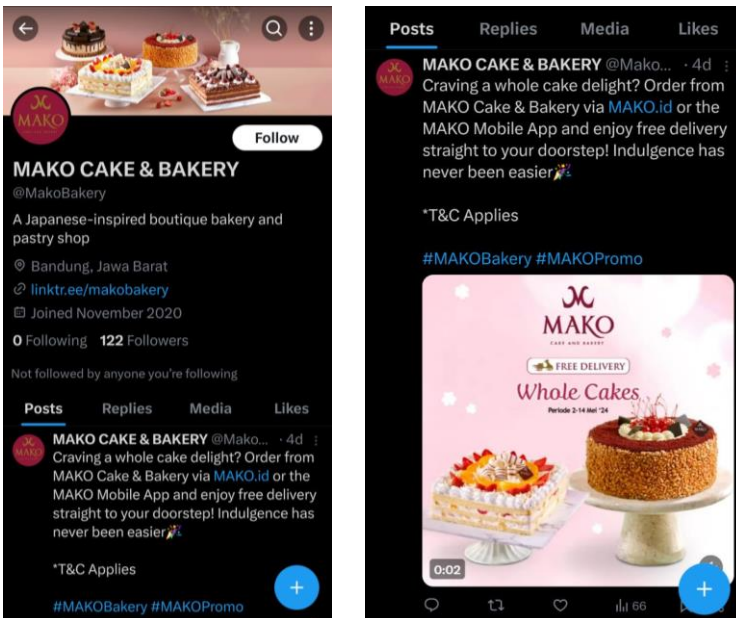 MAKO
Follow
MAKO CAKE & BAKERY
@MakoBakery
A Japanese-inspired boutique bakery and
pastry shop
Bandung, Jawa Barat
linktr.ee/makobakery
Joined November 2020
0 Following 122 Followers
Not followed by anyone you're following
Posts Replies Media Likes
MAKO
MAKO CAKE & BAKERY @Mako... · 4d
Craving a whole cake delight? Order from
MAKO Cake & Bakery via MAKO.id or the
MAKO Mobile App and enjoy free delivery
straight to your doorstep! Indulgence has
never been easier🎉
*T&C Applies
#MAKOBakery #MAKOPromo
Posts Replies Media Likes
MAKO
MAKO CAKE & BAKERY @Mako... · 4d
Craving a whole cake delight? Order from
MAKO Cake & Bakery via MAKO.id or the
MAKO Mobile App and enjoy free delivery
straight to your doorstep! Indulgence has
never been easier🎉
*T&C Applies
#MAKOBakery #MAKOPromo
MAKO
CAKE AND BAKERY
FREE DELIVERY
Whole Cakes
Periode 2-14 Mei '24
0:02
66